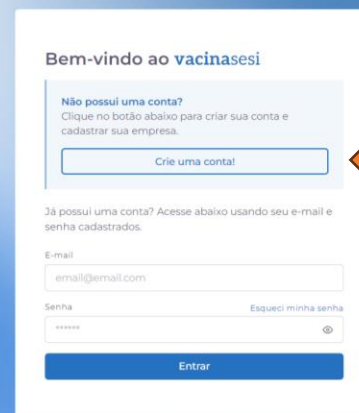 Bem-vindo ao vacinasesi
Não possui uma conta?
Clique no botão abaixo para criar sua conta e
cadastrar sua empresa.
Crie uma conta!
Já possui uma conta? Acesse abaixo usando seu e-mail e
senha cadastrados.
E-mail
email@email.com
Senha Esqueci minha senha
******
Entrar